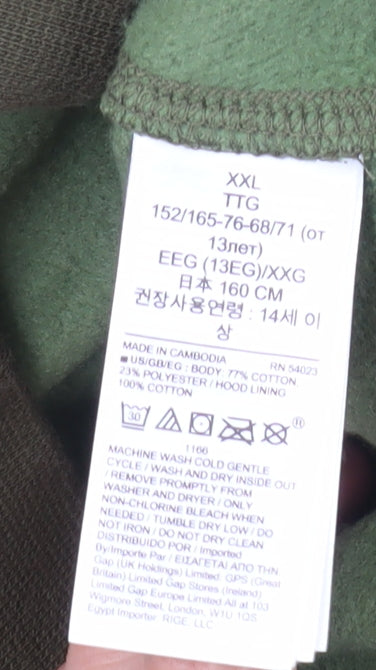 XXL
TTG
152/165-76-68/71 (от
13лет)
EEG (13EG)/XXG
日本 160 CM
권장사용연령 : 14세 이
상
MADE IN CAMBODIA RN 54023
■ US/GB/EG : BODY: 77% COTTON
23% POLYESTER / HOOD LINING
100% COTTON
30
®
1166
MACHINE WASH COLD GENTLE
CYCLE / WASH AND DRY INSIDE OUT
/ REMOVE PROMPTLY FROM
WASHER AND DRYER / ONLY
NON-CHLORINE BLEACH WHEN
NEEDED / TUMBLE DRY LOW / DO
NOT IRON / DO NOT DRY CLEAN
DISTRIBUIDO POR / Imported
By/Importe Par / ΕΙΣΑΓΕΤΑΙ ΑΠΟ ΤΗΝ
Gap (UK Holdings) Limited. GPS (Great
Britain) Limited Gap Stores (Ireland)
Limited Gap Europe Limited All at 103
Wigmore Street, London, W1U 1QS
Egypt Importer RIGE, LLC